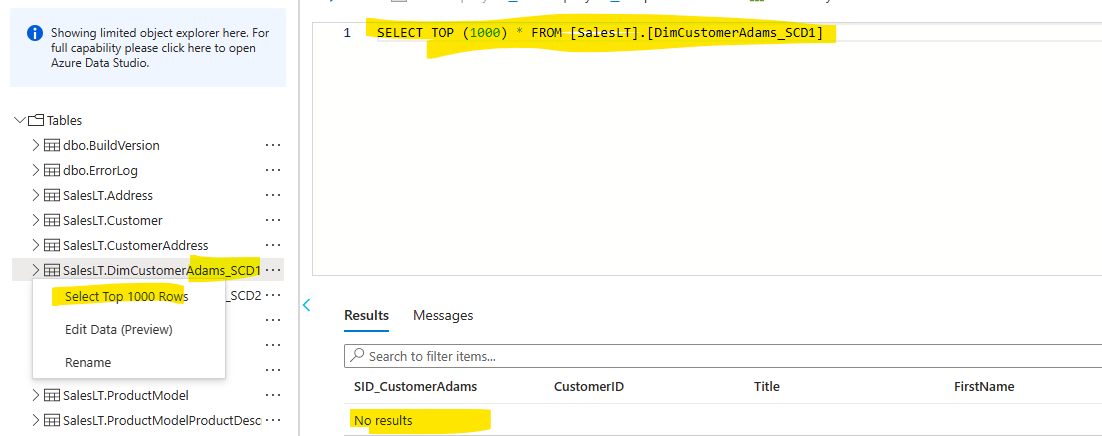 Showing limited object explorer here. For
full capability please click here to open
Azure Data Studio.
Tables
dbo.BuildVersion
dbo.ErrorLog
SalesLT.Address
SalesLT.Customer
SalesLT.CustomerAddress
SalesLT.DimCustomerAdams_SCD1
Select Top 1000 Rows
_SCD2
Edit Data (Preview)
Rename
SalesLT.ProductModel
SalesLT.ProductModelProductDesc
1 SELECT TOP (1000) * FROM [SalesLT].[DimCustomerAdams_SCD1]
Results Messages
Search to filter items...
SID_CustomerAdams CustomerID Title FirstName
No results